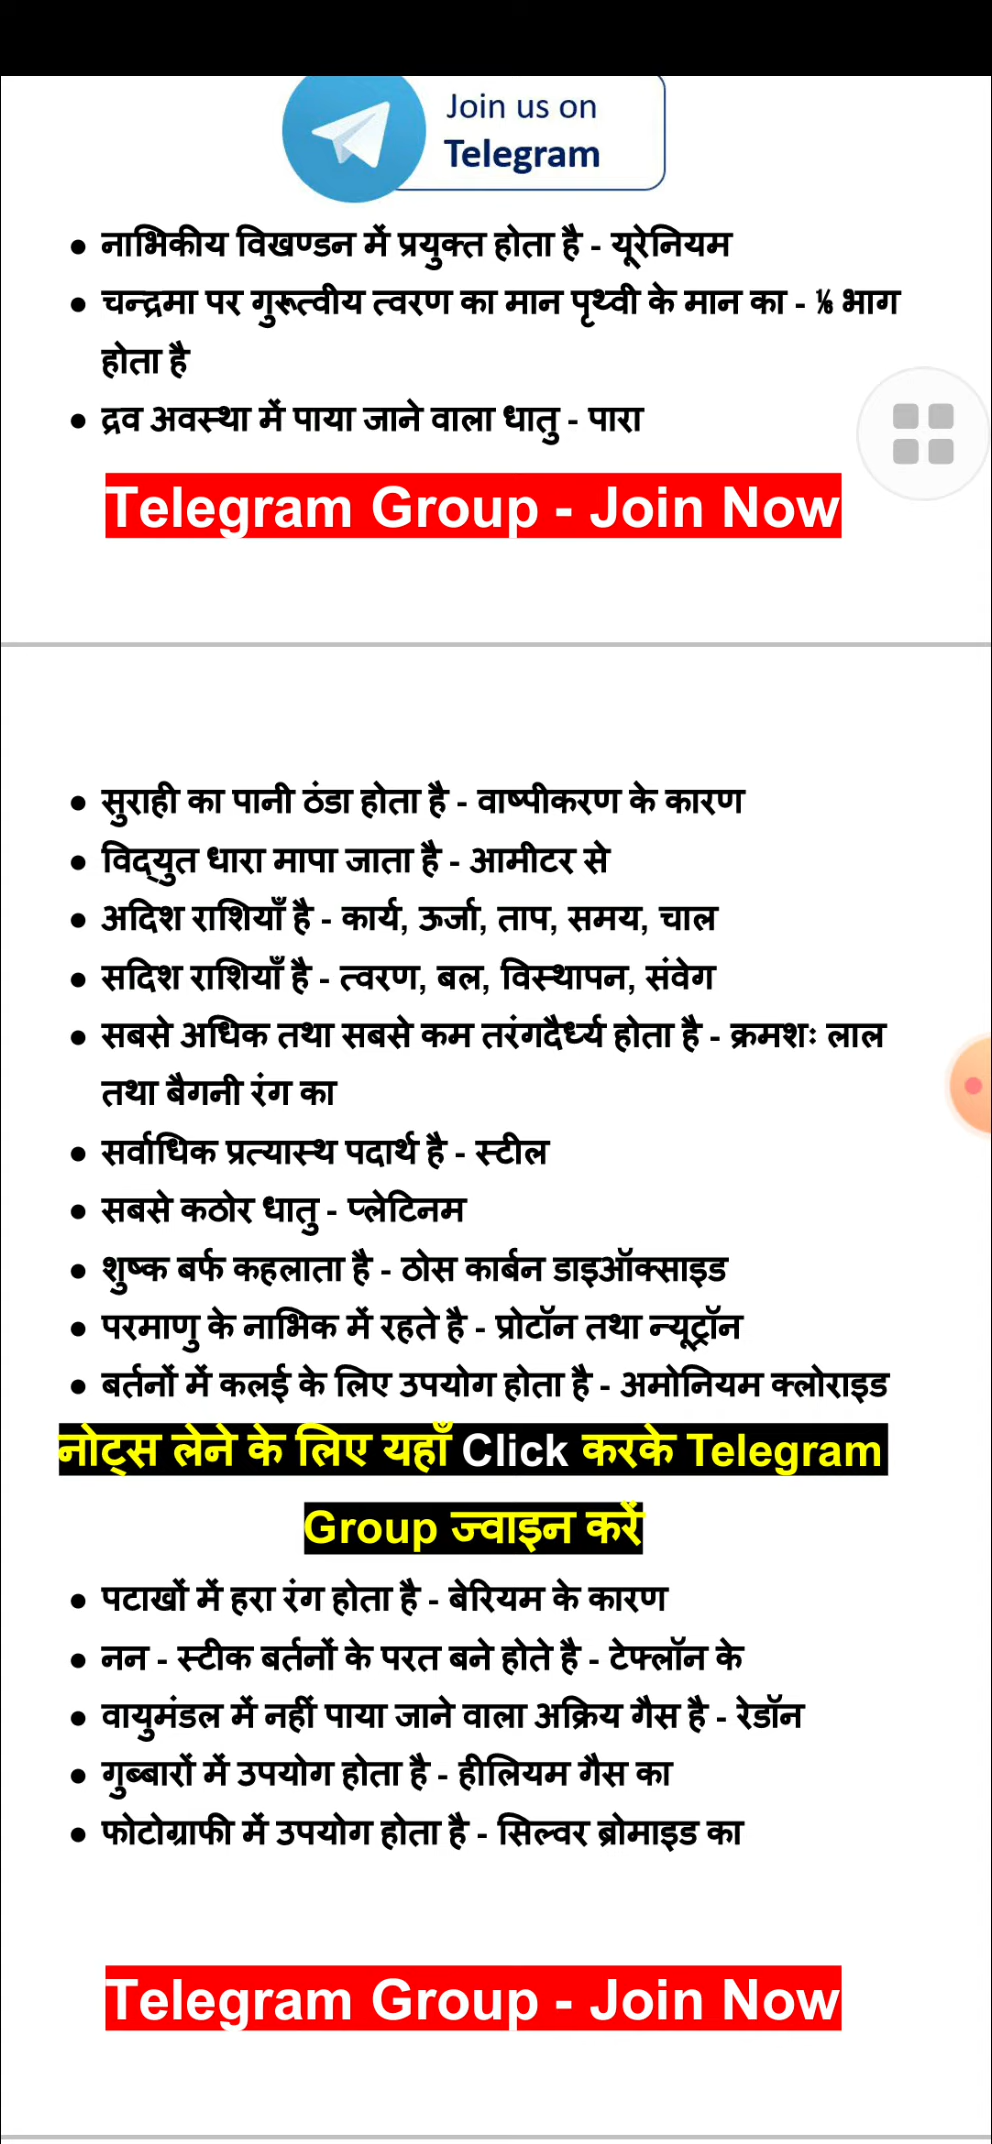 Join us on
Telegram
● नाभिकीय विखण्डन में प्रयुक्त होता है - यूरेनियम
● चन्द्रमा पर गुरूत्वीय त्वरण का मान पृथ्वी के मान का - ⅙ भाग
होता है
● द्रव अवस्था में पाया जाने वाला धातु - पारा
Telegram Group - Join Now
● सुराही का पानी ठंडा होता है - वाष्पीकरण के कारण
● विद्युत धारा मापा जाता है - आमीटर से
● अदिश राशियाँ है - कार्य, ऊर्जा, ताप, समय, चाल
● सदिश राशियाँ है - त्वरण, बल, विस्थापन, संवेग
● सबसे अधिक तथा सबसे कम तरंगदैर्ध्य होता है - क्रमशः लाल
तथा बैगनी रंग का
● सर्वाधिक प्रत्यास्थ पदार्थ है - स्टील
● सबसे कठोर धातु - प्लेटिनम
● शुष्क बर्फ कहलाता है - ठोस कार्बन डाइऑक्साइड
● परमाणु के नाभिक में रहते है - प्रोटॉन तथा न्यूट्रॉन
● बर्तनों में कलई के लिए उपयोग होता है - अमोनियम क्लोराइड
नोट्स लेने के लिए यहाँ Click करके Telegram
Group ज्वाइन करें
● पटाखों में हरा रंग होता है - बेरियम के कारण
● नन - स्टीक बर्तनों के परत बने होते है - टेफ्लॉन के
● वायुमंडल में नहीं पाया जाने वाला अक्रिय गैस है - रेडॉन
● गुब्बारों में उपयोग होता है - हीलियम गैस का
● फोटोग्राफी में उपयोग होता है - सिल्वर ब्रोमाइड का
Telegram Group - Join Now